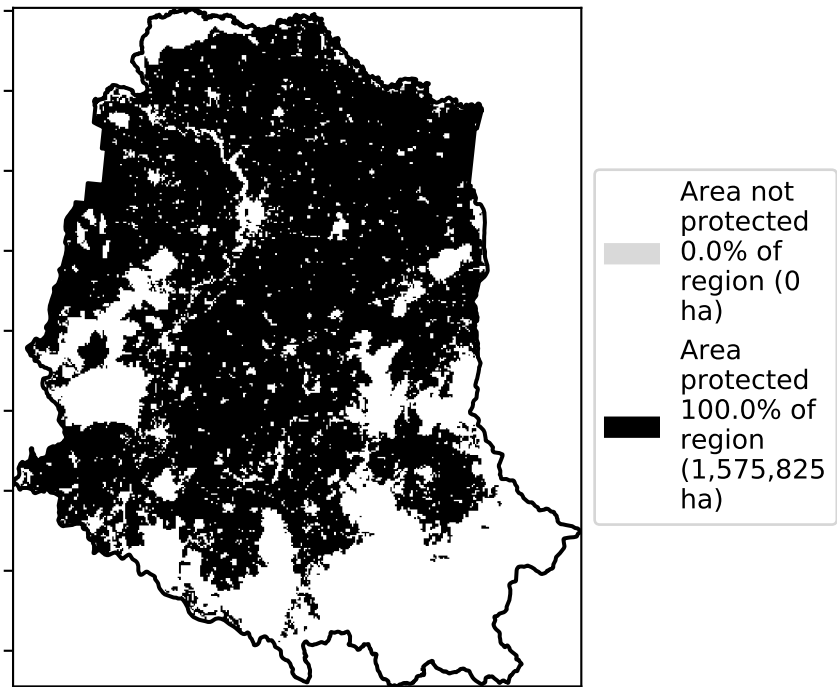 Area not
protected
0.0% of
region (0
ha)
Area
protected
100.0% of
region
(1,575,825
ha)